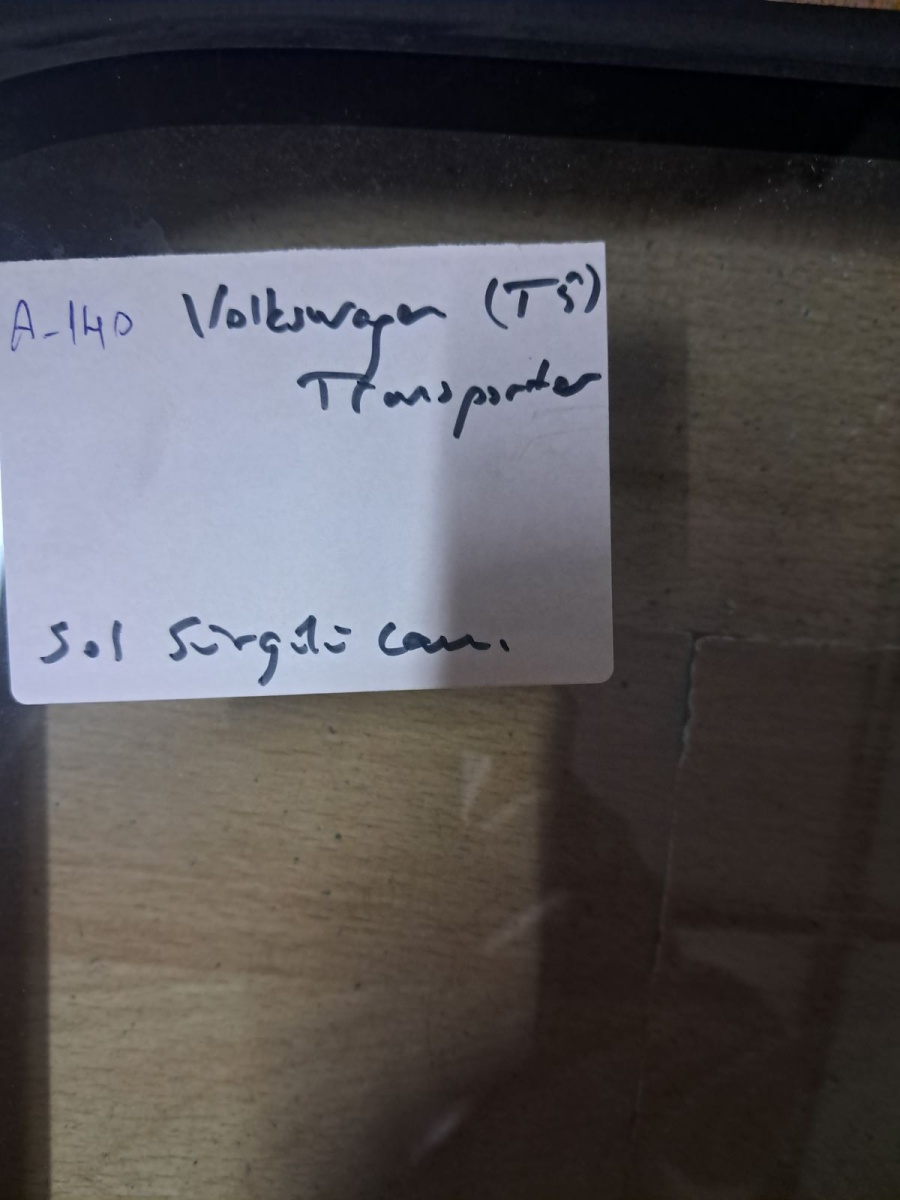 A-140 Volkswagen (T5)
Transporter
Sol Sürgülü cam.